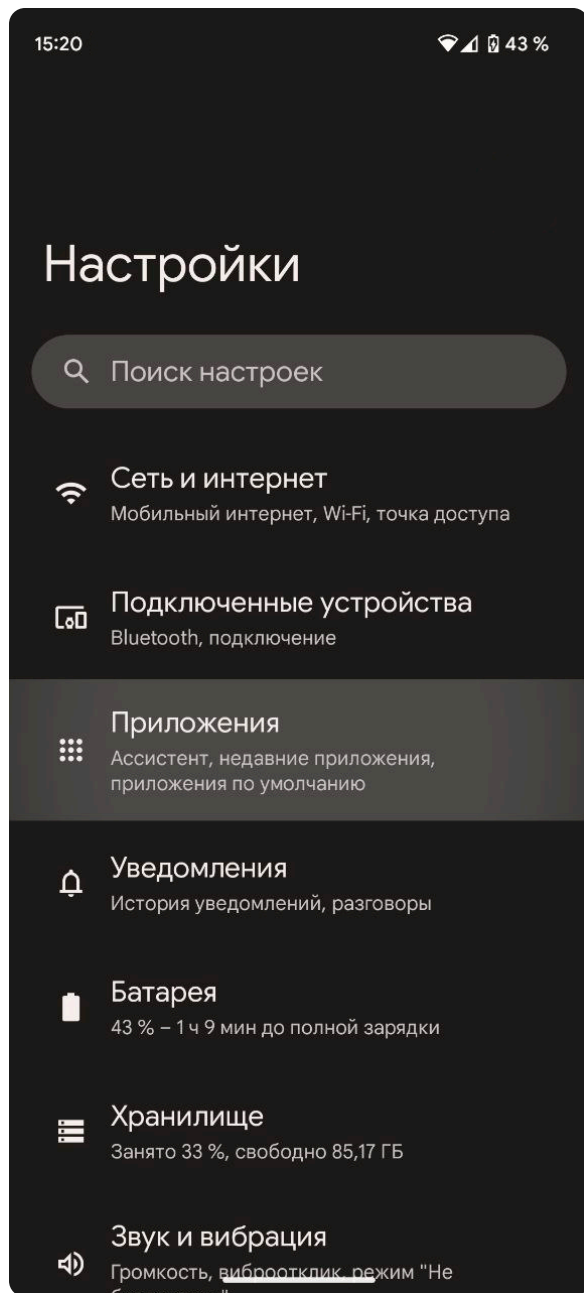 15:20
43 %
Настройки
Поиск настроек
Сеть и интернет
Мобильный интернет, Wi-Fi, точка доступа
Подключенные устройства
Bluetooth, подключение
Приложения
Ассистент, недавние приложения,
приложения по умолчанию
Уведомления
История уведомлений, разговоры
Батарея
43 % – 1 ч 9 мин до полной зарядки
Хранилище
Занято 33 %, свободно 85,17 ГБ
Звук и вибрация
Громкость, виброотклик, режим "Не